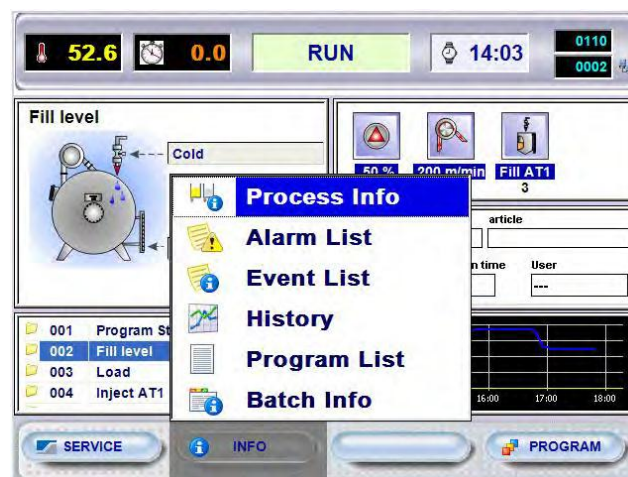 52.6
0.0
RUN
14:03
0110
0002
Fill level
Cold
50 %
200 m/min
Fill AT1
3
Process Info
Alarm List
Event List
History
Program List
Batch Info
article
time
User
---
001
002 Fill level
003 Load
004 Inject AT1
16:00 17:00 18:00
SERVICE
INFO
PROGRAM